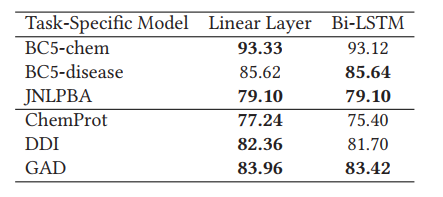 Task-Specific Model Linear Layer Bi-LSTM
BC5-chem 93.33 93.12
BC5-disease 85.62 85.64
JNLPBA 79.10 79.10
ChemProt 77.24 75.40
DDI 82.36 81.70
GAD 83.96 83.42